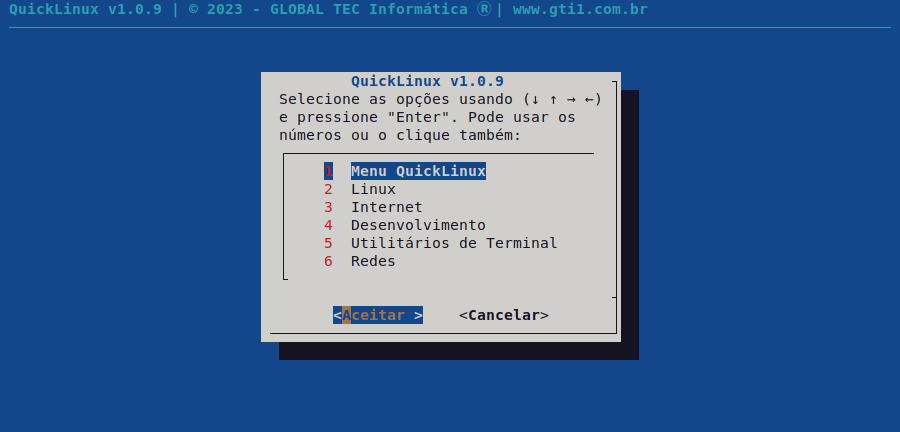 QuickLinux v1.0.9 | © 2023 - GLOBAL TEC Informática Ⓡ | www.gti1.com.br
QuickLinux v1.0.9
Selecione as opções usando (↓ ↑ → ←)
e pressione "Enter". Pode usar os
números ou o clique também:
1 Menu QuickLinux
2 Linux
3 Internet
4 Desenvolvimento
5 Utilitários de Terminal
6 Redes
<Aceitar > <Cancelar>